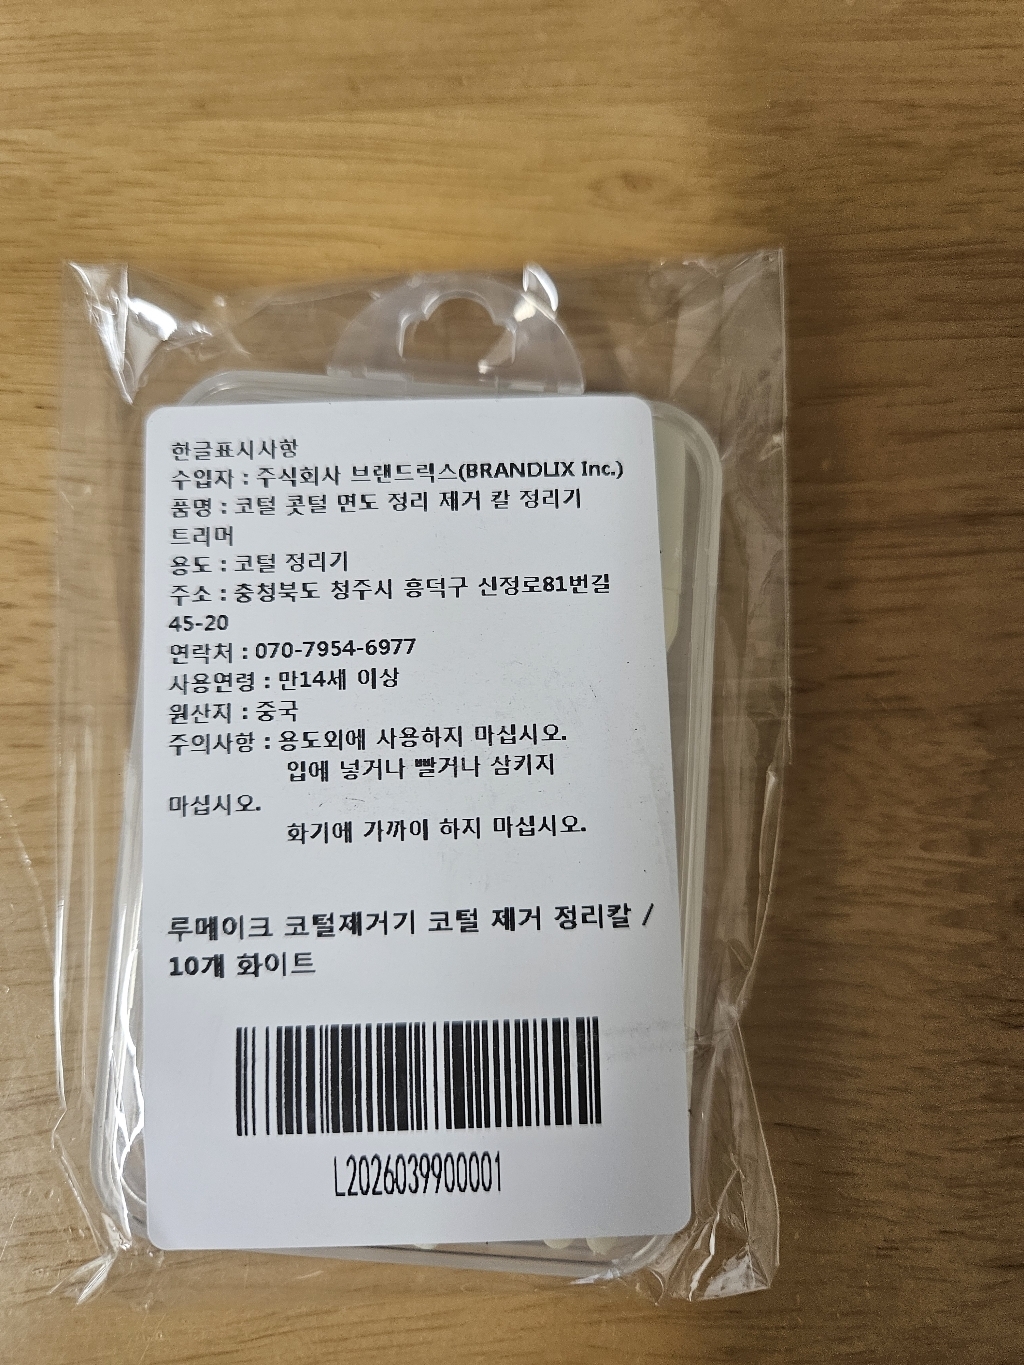 한글표시사항
수입자 : 주식회사 브랜드릭스(BRANDLIX Inc.)
품명 : 코털 콧털 면도 정리 제거 칼 정리기
트리머
용도 : 코털 정리기
주소 : 충청북도 청주시 흥덕구 신정로81번길
45-20
연락처 : 070-7954-6977
사용연령 : 만14세 이상
원산지 : 중국
주의사항 : 용도외에 사용하지 마십시오.
입에 넣거나 빨거나 삼키지
마십시오.
화기에 가까이 하지 마십시오.
루메이크 코털제거기 코털 제거 정리칼 /
10개 화이트
L2026039900001